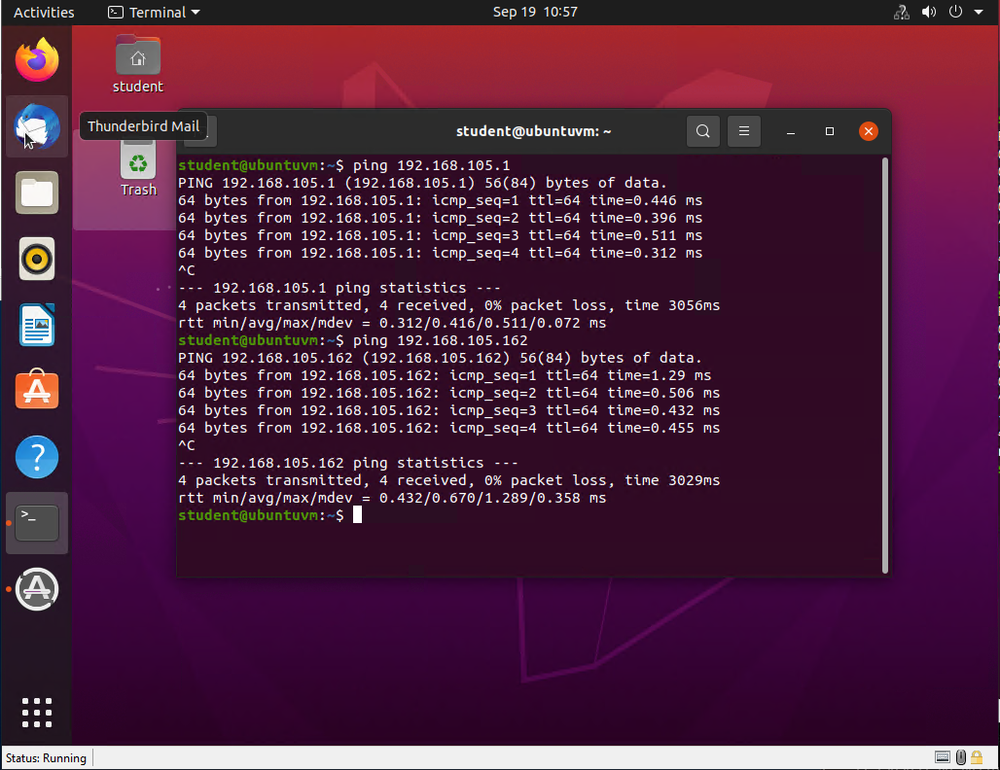 Activities
Terminal
Sep 19 10:57
student
Thunderbird Mail
Trash
student@ubuntuvm: ~
student@ubuntuvm:~$ ping 192.168.105.1
PING 192.168.105.1 (192.168.105.1) 56(84) bytes of data.
64 bytes from 192.168.105.1: icmp_seq=1 ttl=64 time=0.446 ms
64 bytes from 192.168.105.1: icmp_seq=2 ttl=64 time=0.396 ms
64 bytes from 192.168.105.1: icmp_seq=3 ttl=64 time=0.511 ms
64 bytes from 192.168.105.1: icmp_seq=4 ttl=64 time=0.312 ms
^C
--- 192.168.105.1 ping statistics ---
4 packets transmitted, 4 received, 0% packet loss, time 3056ms
rtt min/avg/max/mdev = 0.312/0.416/0.511/0.072 ms
student@ubuntuvm:~$ ping 192.168.105.162
PING 192.168.105.162 (192.168.105.162) 56(84) bytes of data.
64 bytes from 192.168.105.162: icmp_seq=1 ttl=64 time=1.29 ms
64 bytes from 192.168.105.162: icmp_seq=2 ttl=64 time=0.506 ms
64 bytes from 192.168.105.162: icmp_seq=3 ttl=64 time=0.432 ms
64 bytes from 192.168.105.162: icmp_seq=4 ttl=64 time=0.455 ms
^C
--- 192.168.105.162 ping statistics ---
4 packets transmitted, 4 received, 0% packet loss, time 3029ms
rtt min/avg/max/mdev = 0.432/0.670/1.289/0.358 ms
student@ubuntuvm:~$
Status: Running